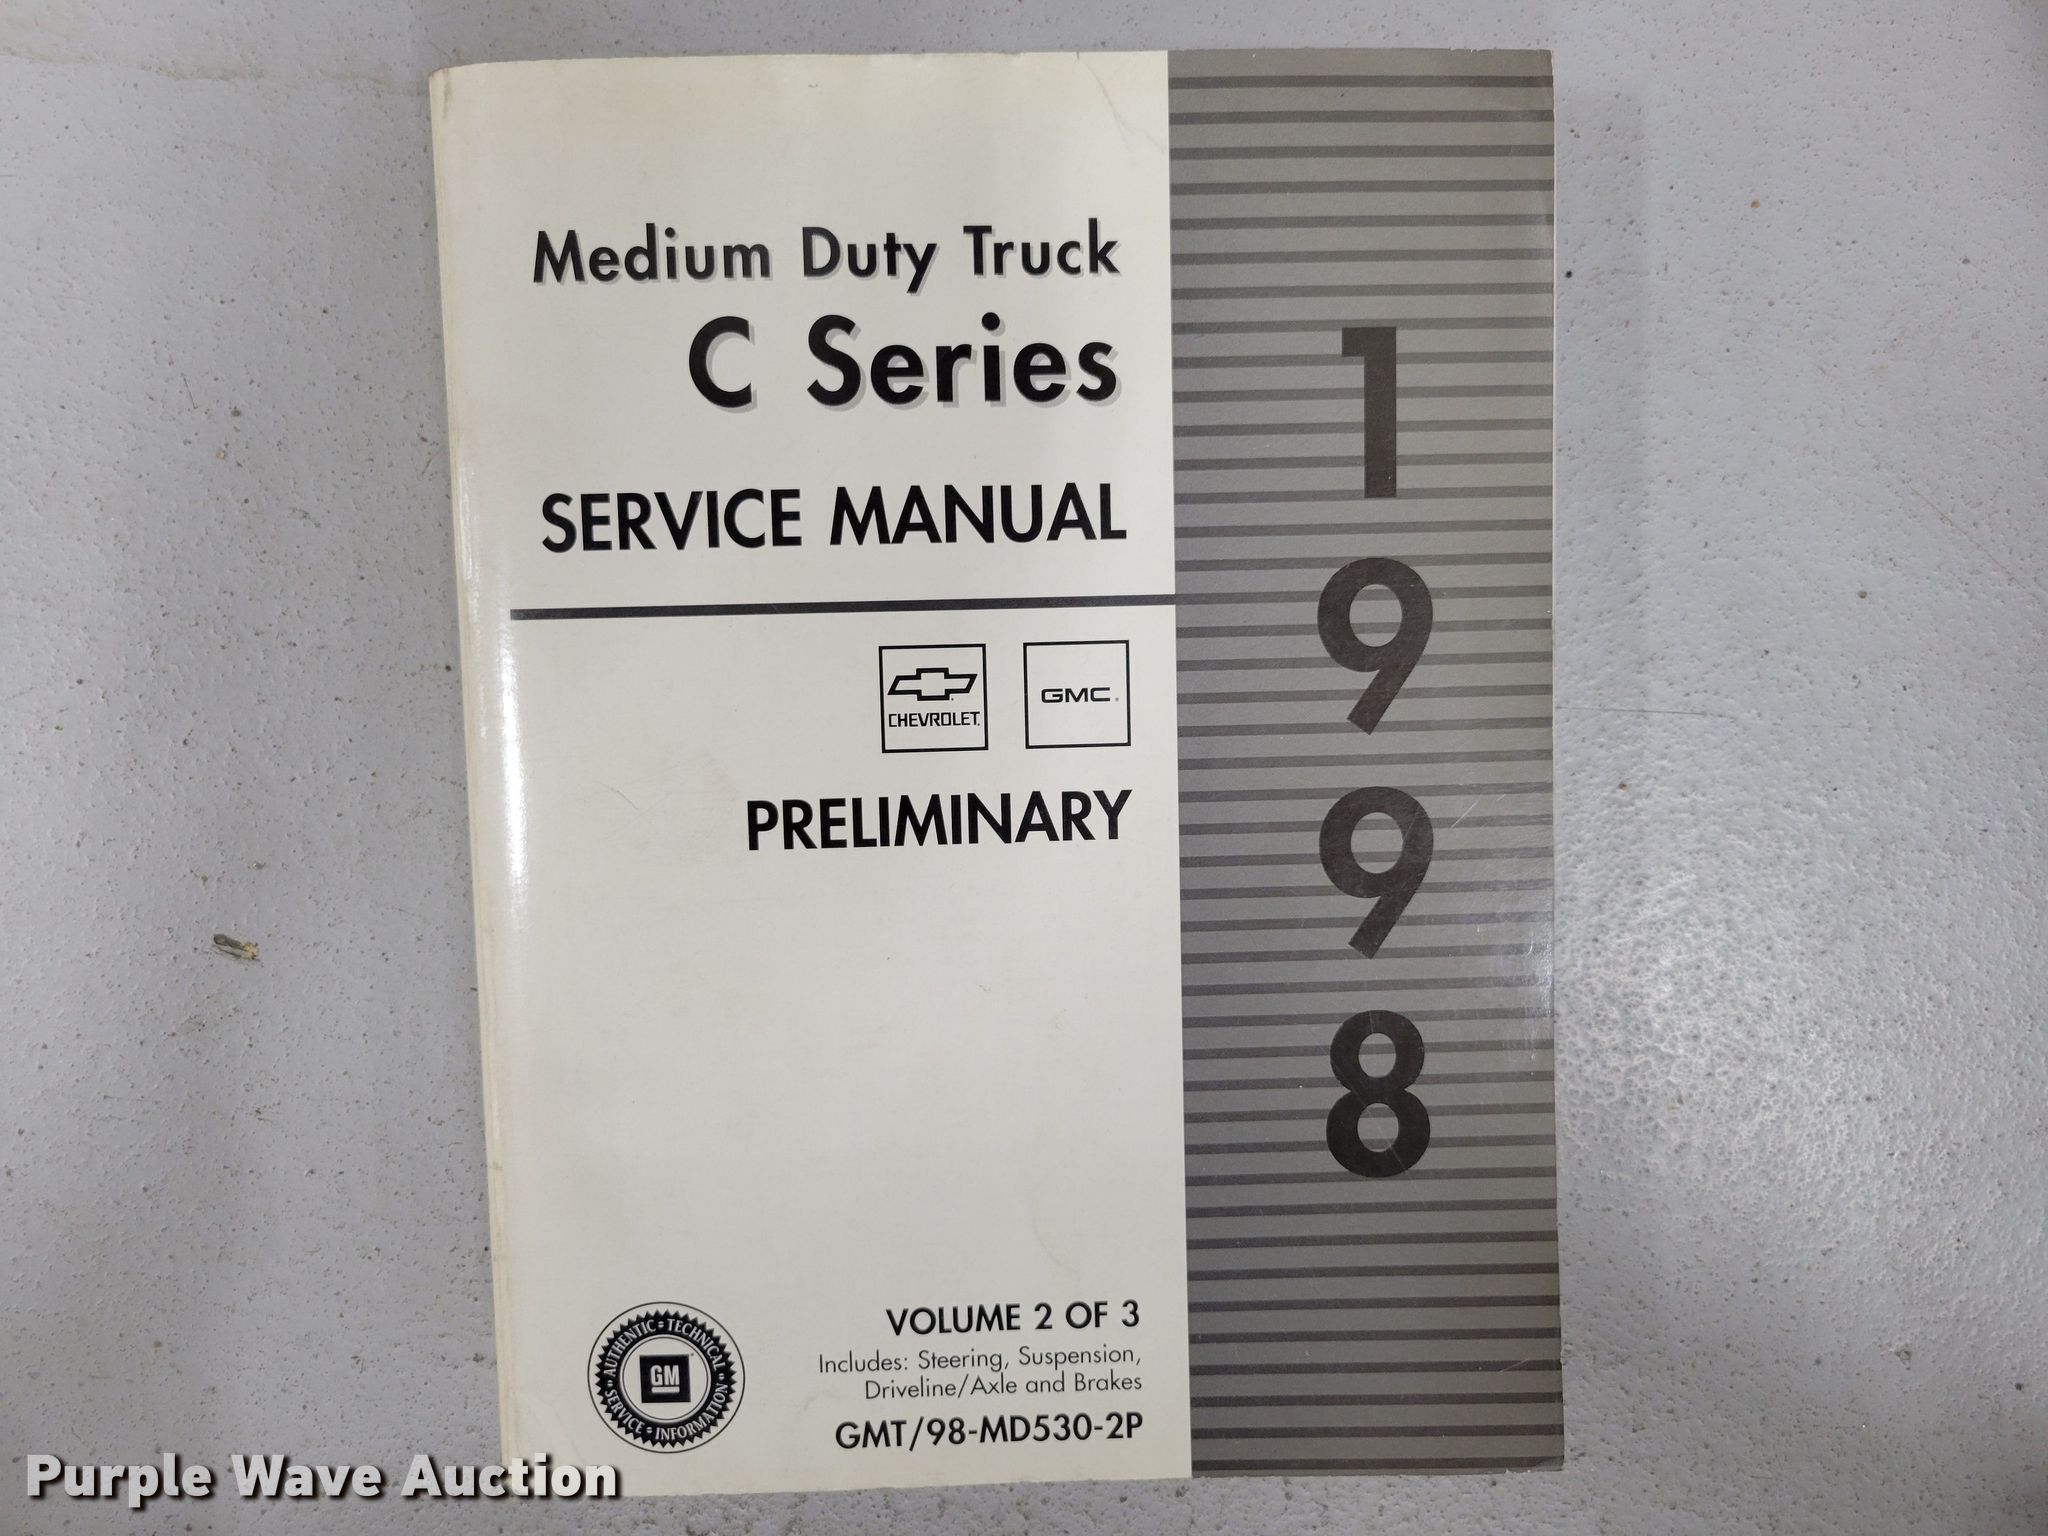 Medium Duty Truck
C Series
SERVICE MANUAL
CHEVROLET
GMC
PRELIMINARY
1
9
9
8
AUTHENTIC • TECHNICAL • INFORMATION • SERVICE •
GM
VOLUME 2 OF 3
Includes: Steering, Suspension,
Driveline/Axle and Brakes
GMT/98-MD530-2P
Purple Wave Auction